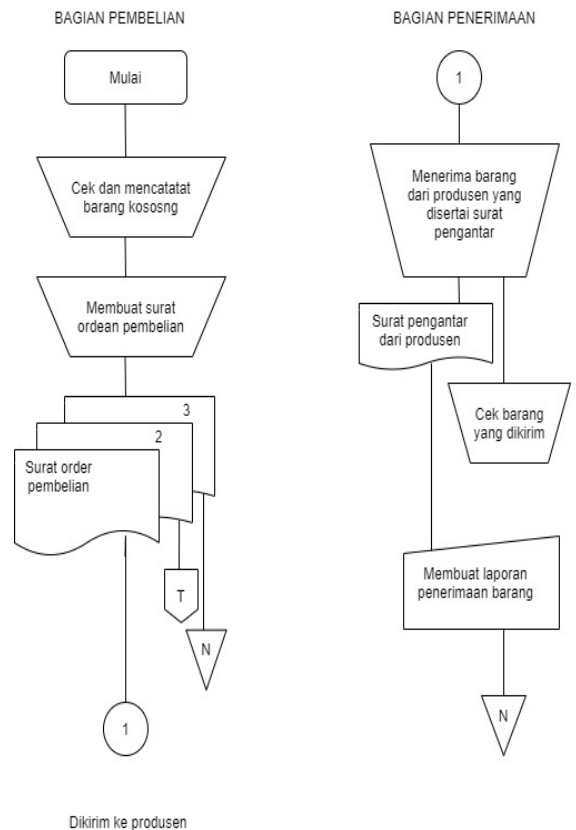 BAGIAN PEMBELIAN
Mulai
Cek dan mencatatat
barang kososng
Membuat surat
ordean pembelian
3
2
Surat order
pembelian
T
N
1
Dikirim ke produsen
BAGIAN PENERIMAAN
1
Menerima barang
dari produsen yang
disertai surat
pengantar
Surat pengantar
dari produsen
Cek barang
yang dikirim
Membuat laporan
penerimaan barang
N